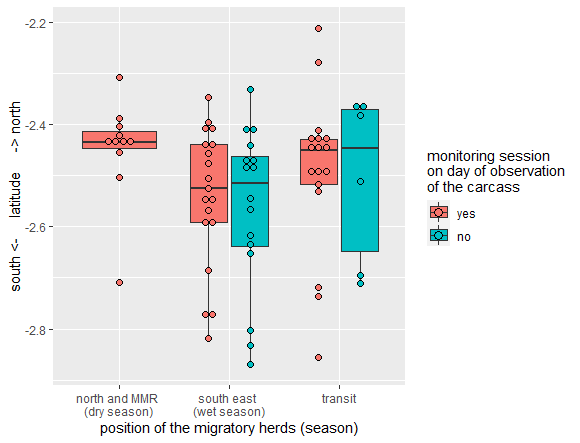 -2.2
-2.4
-2.6
-2.8
south <- latitude -> north
north and MMR
(dry season)
south east
(wet season)
transit
position of the migratory herds (season)
monitoring session
on day of observation
of the carcass
yes
no